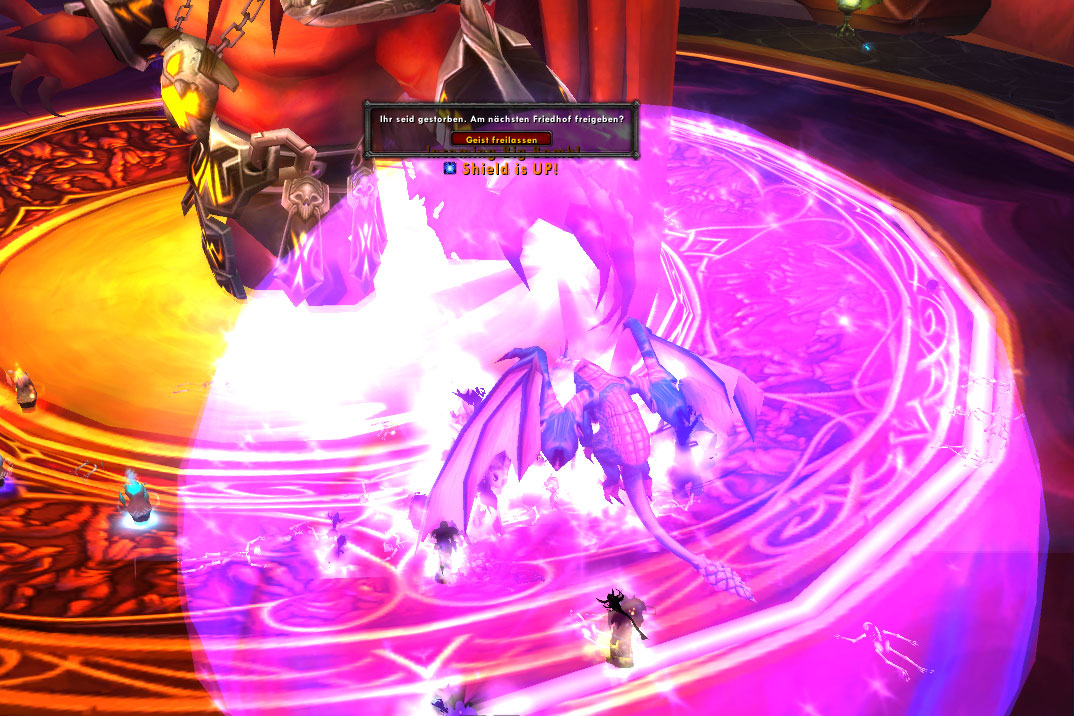 Ihr seid gestorben. Am nächsten Friedhof freigeben?
Geist freilassen
Shield is UP!